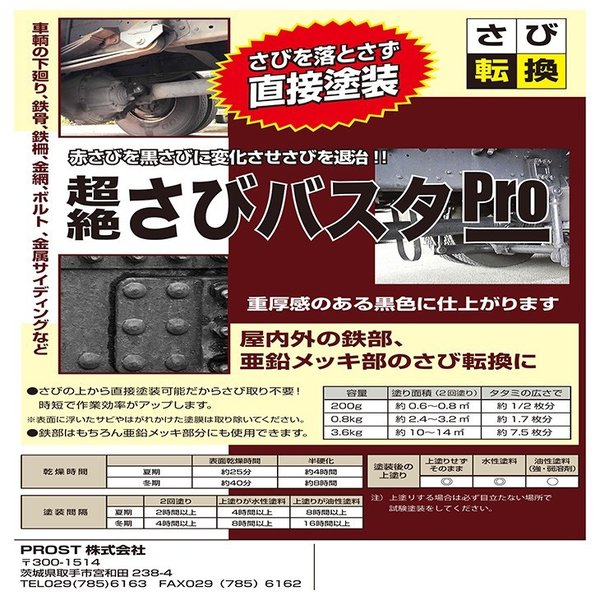 車輌の下廻り、鉄骨、鉄柵、金網、ボルト、金属サイディングなど
さびを落とさず
直接塗装
さび
転換
赤さびを黒さびに変化させさびを退治!!
超絶さびバスタPro
重厚感のある黒色に仕上がります
屋内外の鉄部、
亜鉛メッキ部のさび転換に
●さびの上から直接塗装可能だからさび取り不要!
時短で作業効率がアップします。
※表面に浮いたサビやはがれかけた塗膜は取り除いてください。
●鉄部はもちろん亜鉛メッキ部分にも使用できます。
容量 塗り面積(2回塗り) タタミの広さで
200g 約0.6~0.8㎡ 約1/2枚分
0.8kg 約2.4~3.2㎡ 約1.7枚分
3.6kg 約10~14㎡ 約7.5枚分
乾燥時間 表面乾燥時間 半硬化
夏期 約25分 約4時間
冬期 約40分 約8時間
塗装間隔 2回塗り 上塗りが水性塗料 上塗りが油性塗料
夏期 2時間以上 4時間以上 8時間以上
冬期 4時間以上 8時間以上 16時間以上
塗装後の上塗り 上塗りせずそのまま 水性塗料 油性塗料(強・弱溶剤)
◎ ◎ ○
注)上塗りする場合は必ず目立たない場所で
試験塗装をしてください。
PROST 株式会社
〒300-1514
茨城県取手市宮和田 238-4
TEL029(785)6163 FAX029(785)6162